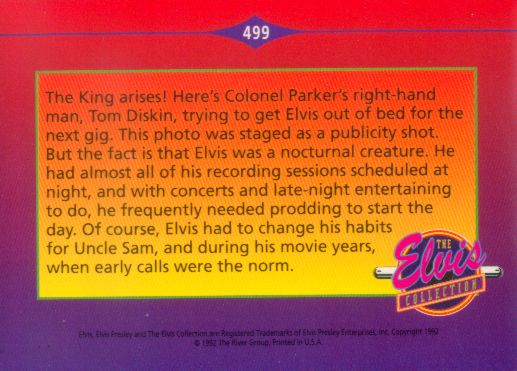 499
The King arises! Here's Colonel Parker's right-hand
man, Tom Diskin, trying to get Elvis out of bed for the
next gig. This photo was staged as a publicity shot.
But the fact is that Elvis was a nocturnal creature. He
had almost all of his recording sessions scheduled at
night, and with concerts and late-night entertaining
to do, he frequently needed prodding to start the
day. Of course, Elvis had to change his habits
for Uncle Sam, and during his movie years,
when early calls were the norm.
THE
Elvis
COLLECTION
Elvis, Elvis Presley and The Elvis Collection are Registered Trademarks of Elvis Presley Enterprises, Inc. Copyright 1992
© 1992 The River Group, Printed in U.S.A.